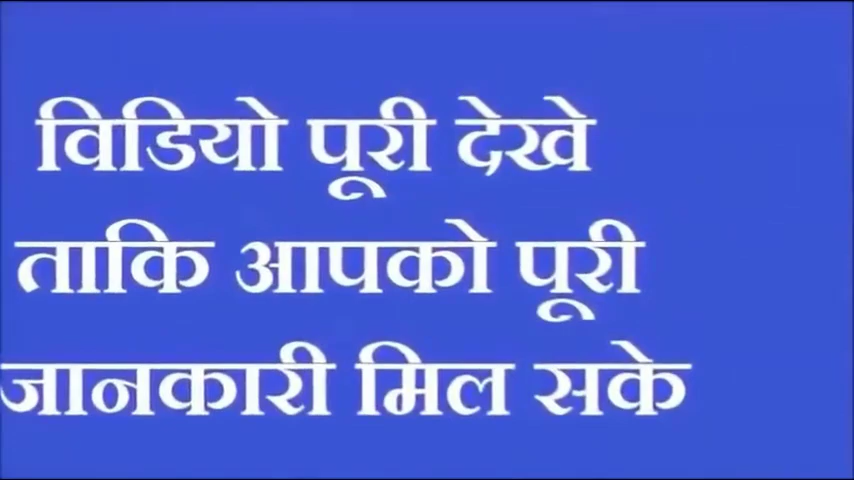 विडियो पूरी देखे
ताकि आपको पूरी
जानकारी मिल सके